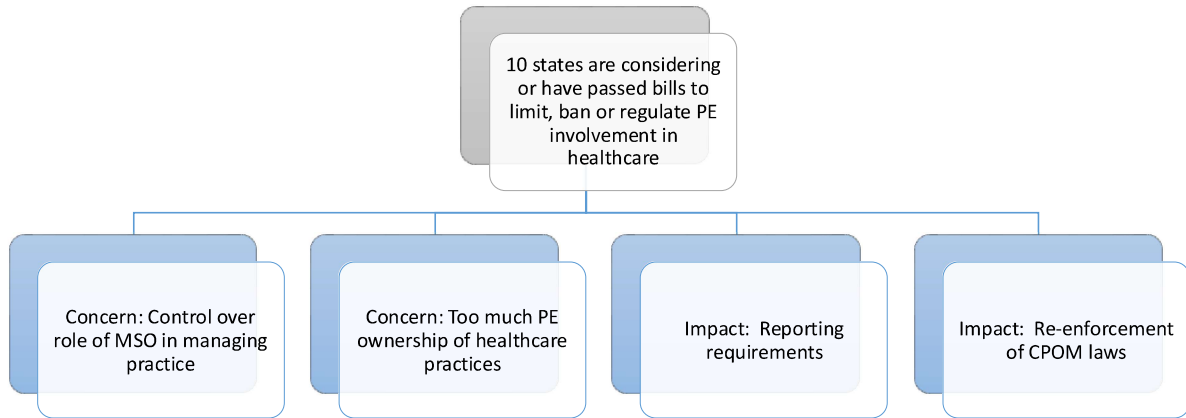 10 states are considering
or have passed bills to
limit, ban or regulate PE
involvement in
healthcare
Concern: Control over
role of MSO in managing
practice
Concern: Too much PE
ownership of healthcare
practices
Impact:  Reporting
requirements
Impact:  Re-enforcement
of CPOM laws